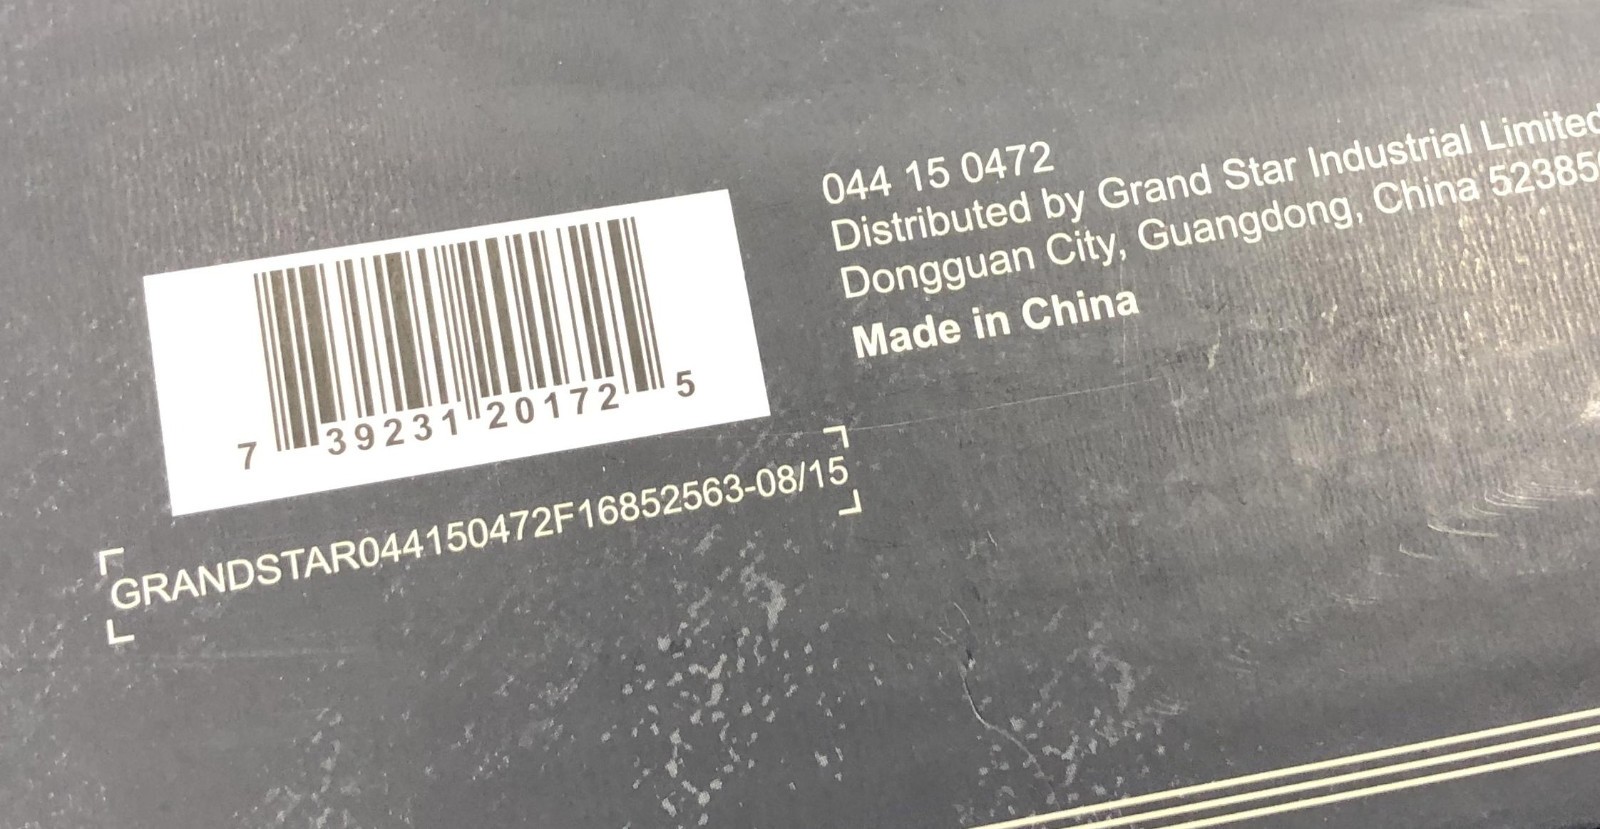 044 15 0472
Distributed by Grand Star Industrial Limited
Dongguan City, Guangdong, China 52385
Made in China
7 39231 20172 5
GRANDSTAR044150472F16852563-08/15